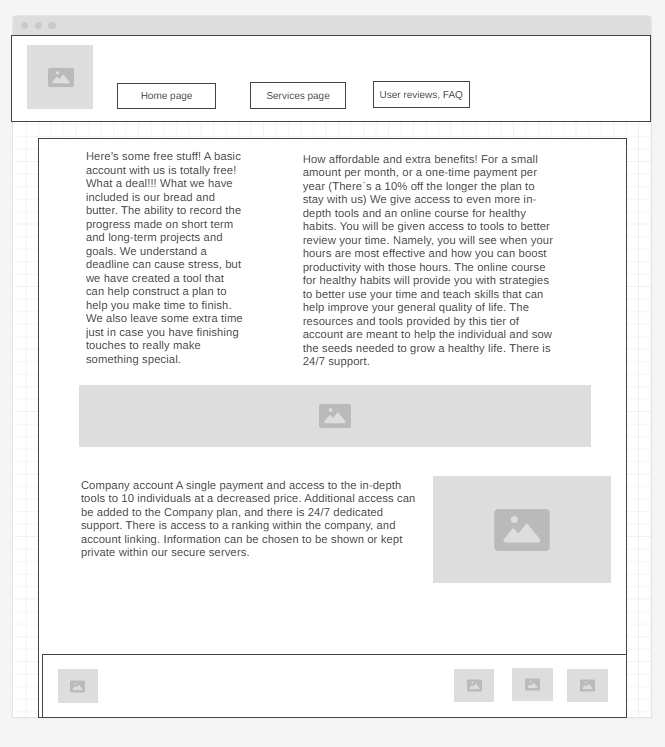 Home page
Services page
User reviews, FAQ
Here's some free stuff! A basic
account with us is totally free!
What a deal!!! What we have
included is our bread and
butter. The ability to record the
progress made on short term
and long-term projects and
goals. We understand a
deadline can cause stress, but
we have created a tool that
can help construct a plan to
help you make time to finish.
We also leave some extra time
just in case you have finishing
touches to really make
something special.
How affordable and extra benefits! For a small
amount per month, or a one-time payment per
year (There`s a 10% off the longer the plan to
stay with us) We give access to even more in-
depth tools and an online course for healthy
habits. You will be given access to tools to better
review your time. Namely, you will see when your
hours are most effective and how you can boost
productivity with those hours. The online course
for healthy habits will provide you with strategies
to better use your time and teach skills that can
help improve your general quality of life. The
resources and tools provided by this tier of
account are meant to help the individual and sow
the seeds needed to grow a healthy life. There is
24/7 support.
Company account A single payment and access to the in-depth
tools to 10 individuals at a decreased price. Additional access can
be added to the Company plan, and there is 24/7 dedicated
support. There is access to a ranking within the company, and
account linking. Information can be chosen to be shown or kept
private within our secure servers.